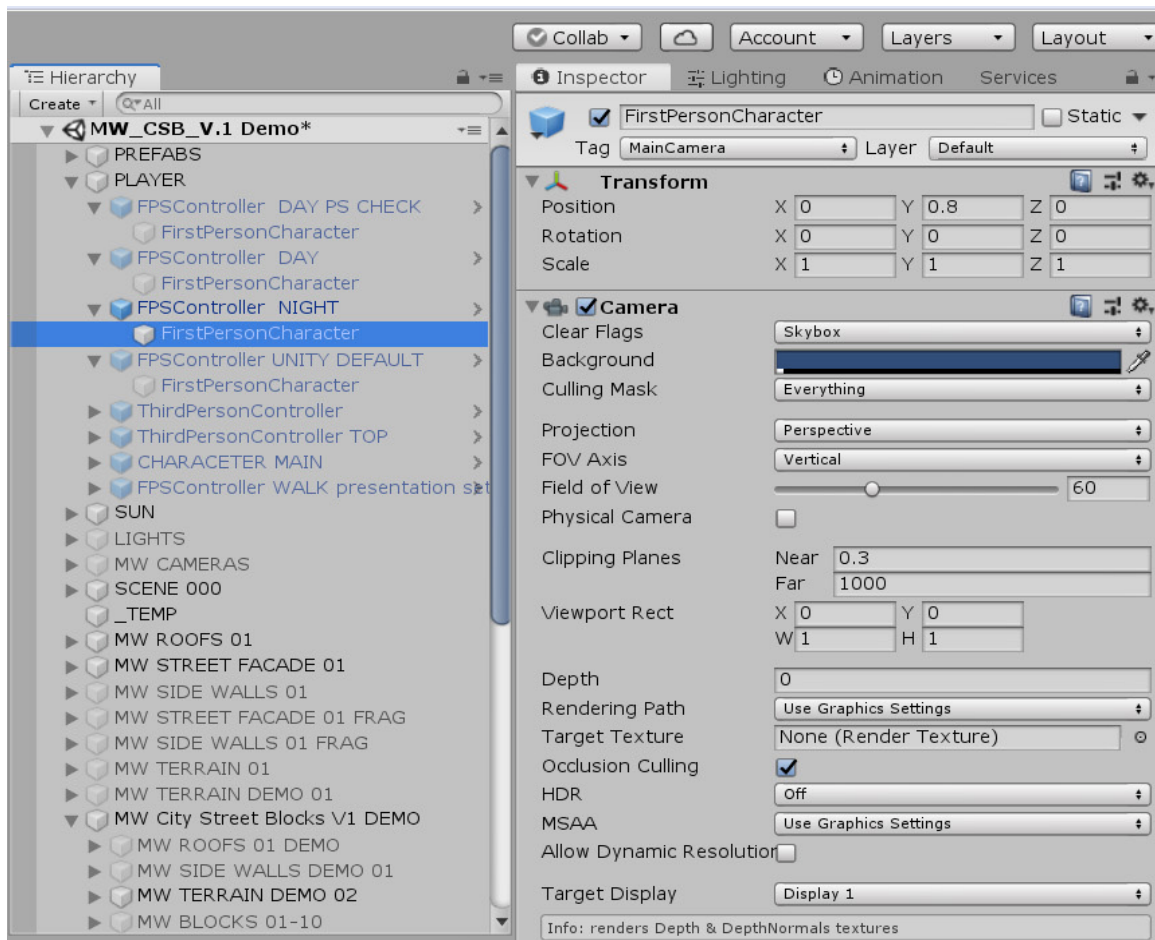 Collab Account Layers Layout
Hierarchy
Create All
MW_CSB_V.1 Demo*
PREFABS
PLAYER
FPSController DAY PS CHECK
FirstPersonCharacter
FPSController DAY
FirstPersonCharacter
FPSController NIGHT
FirstPersonCharacter
FPSController UNITY DEFAULT
FirstPersonCharacter
ThirdPersonController
ThirdPersonController TOP
CHARACETER MAIN
FPSController WALK presentation set
SUN
LIGHTS
MW CAMERAS
SCENE 000
_TEMP
MW ROOFS 01
MW STREET FACADE 01
MW SIDE WALLS 01
MW STREET FACADE 01 FRAG
MW SIDE WALLS 01 FRAG
MW TERRAIN 01
MW TERRAIN DEMO 01
MW City Street Blocks V1 DEMO
MW ROOFS 01 DEMO
MW SIDE WALLS DEMO 01
MW TERRAIN DEMO 02
MW BLOCKS 01-10
Inspector Lighting Animation Services
FirstPersonCharacter Static
Tag MainCamera Layer Default
Transform
Position X 0 Y 0.8 Z 0
Rotation X 0 Y 0 Z 0
Scale X 1 Y 1 Z 1
Camera
Clear Flags Skybox
Background
Culling Mask Everything
Projection Perspective
FOV Axis Vertical
Field of View 60
Physical Camera
Clipping Planes Near 0.3
Far 1000
Viewport Rect X 0 Y 0
W 1 H 1
Depth 0
Rendering Path Use Graphics Settings
Target Texture None (Render Texture)
Occlusion Culling
HDR Off
MSAA Use Graphics Settings
Allow Dynamic Resolution
Target Display Display 1
Info: renders Depth & DepthNormals textures